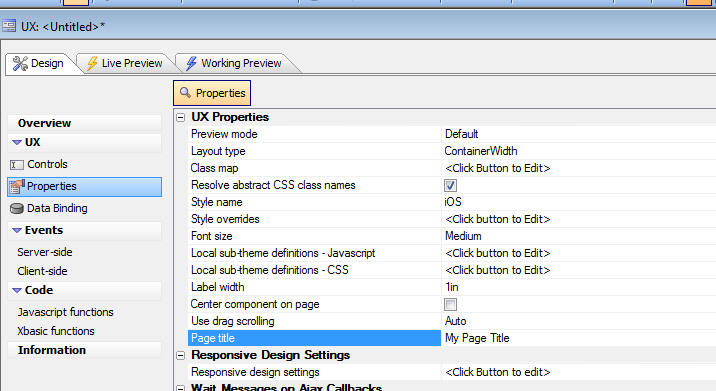 UX: <Untitled>*
Design Live Preview Working Preview
Properties
Overview
UX
Controls
Properties
Data Binding
Events
Server-side
Client-side
Code
Javascript functions
Xbasic functions
Information
UX Properties
Preview mode Default
Layout type ContainerWidth
Class map <Click Button to Edit>
Resolve abstract CSS class names
Style name iOS
Style overrides <Click button to Edit>
Font size Medium
Local sub-theme definitions - Javascript <Click button to Edit>
Local sub-theme definitions - CSS <Click button to Edit>
Label width 1in
Center component on page
Use drag scrolling Auto
Page title My Page Title
Responsive Design Settings
Responsive design settings <Click button to Edit>
Wait Messages on Ajax Callbacks